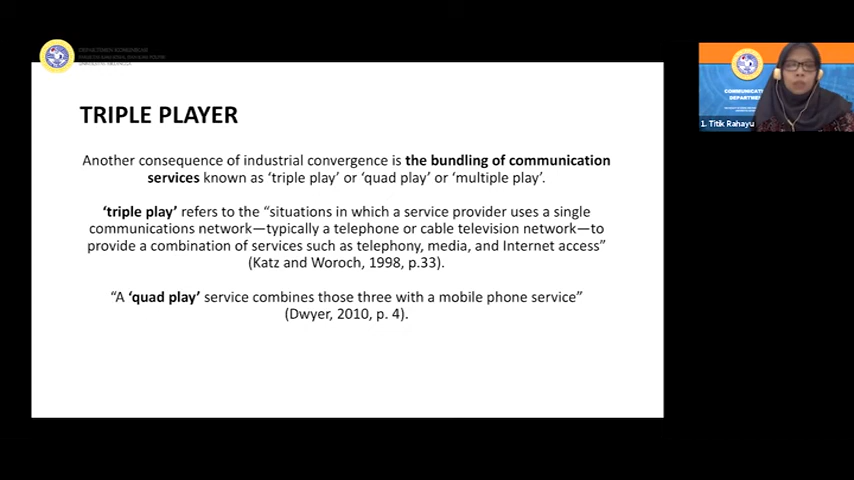 DEPARTEMEN KOMUNIKASI
TRIPLE PLAYER
Another consequence of industrial convergence is the bundling of communication
services known as ‘triple play’ or ‘quad play’ or ‘multiple play’.
‘triple play’ refers to the “situations in which a service provider uses a single
communications network—typically a telephone or cable television network—to
provide a combination of services such as telephony, media, and Internet access”
(Katz and Woroch, 1998, p.33).
“A ‘quad play’ service combines those three with a mobile phone service”
(Dwyer, 2010, p. 4).
1. Titik Rahayu